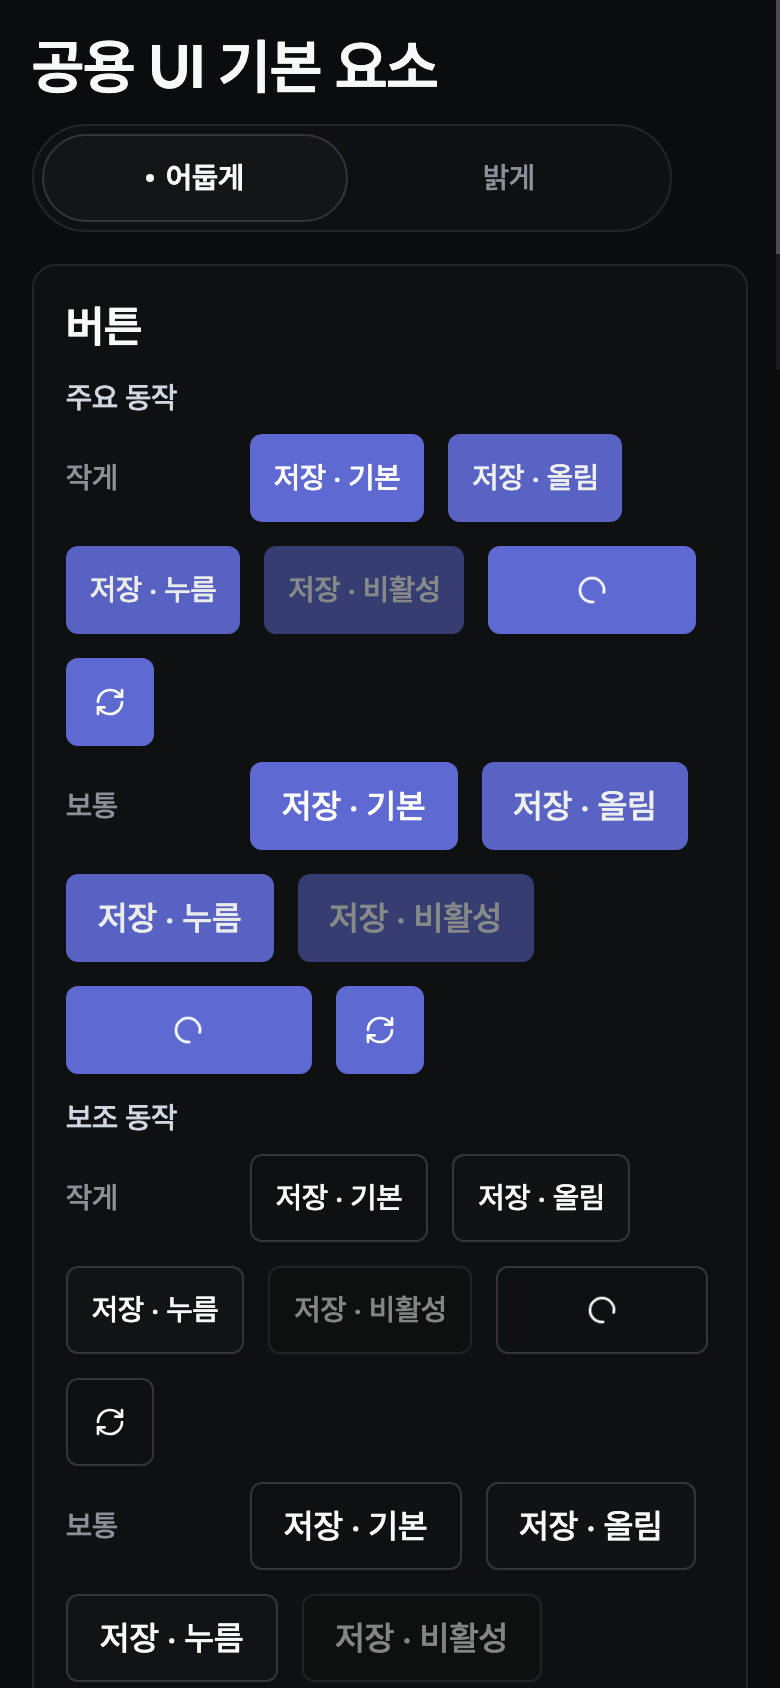 공용 UI 기본 요소
• 어둡게 밝게
버튼
주요 동작
작게 저장 · 기본 저장 · 올림
저장 · 누름 저장 · 비활성
보통 저장 · 기본 저장 · 올림
저장 · 누름 저장 · 비활성
보조 동작
작게 저장 · 기본 저장 · 올림
저장 · 누름 저장 · 비활성
보통 저장 · 기본 저장 · 올림
저장 · 누름 저장 · 비활성